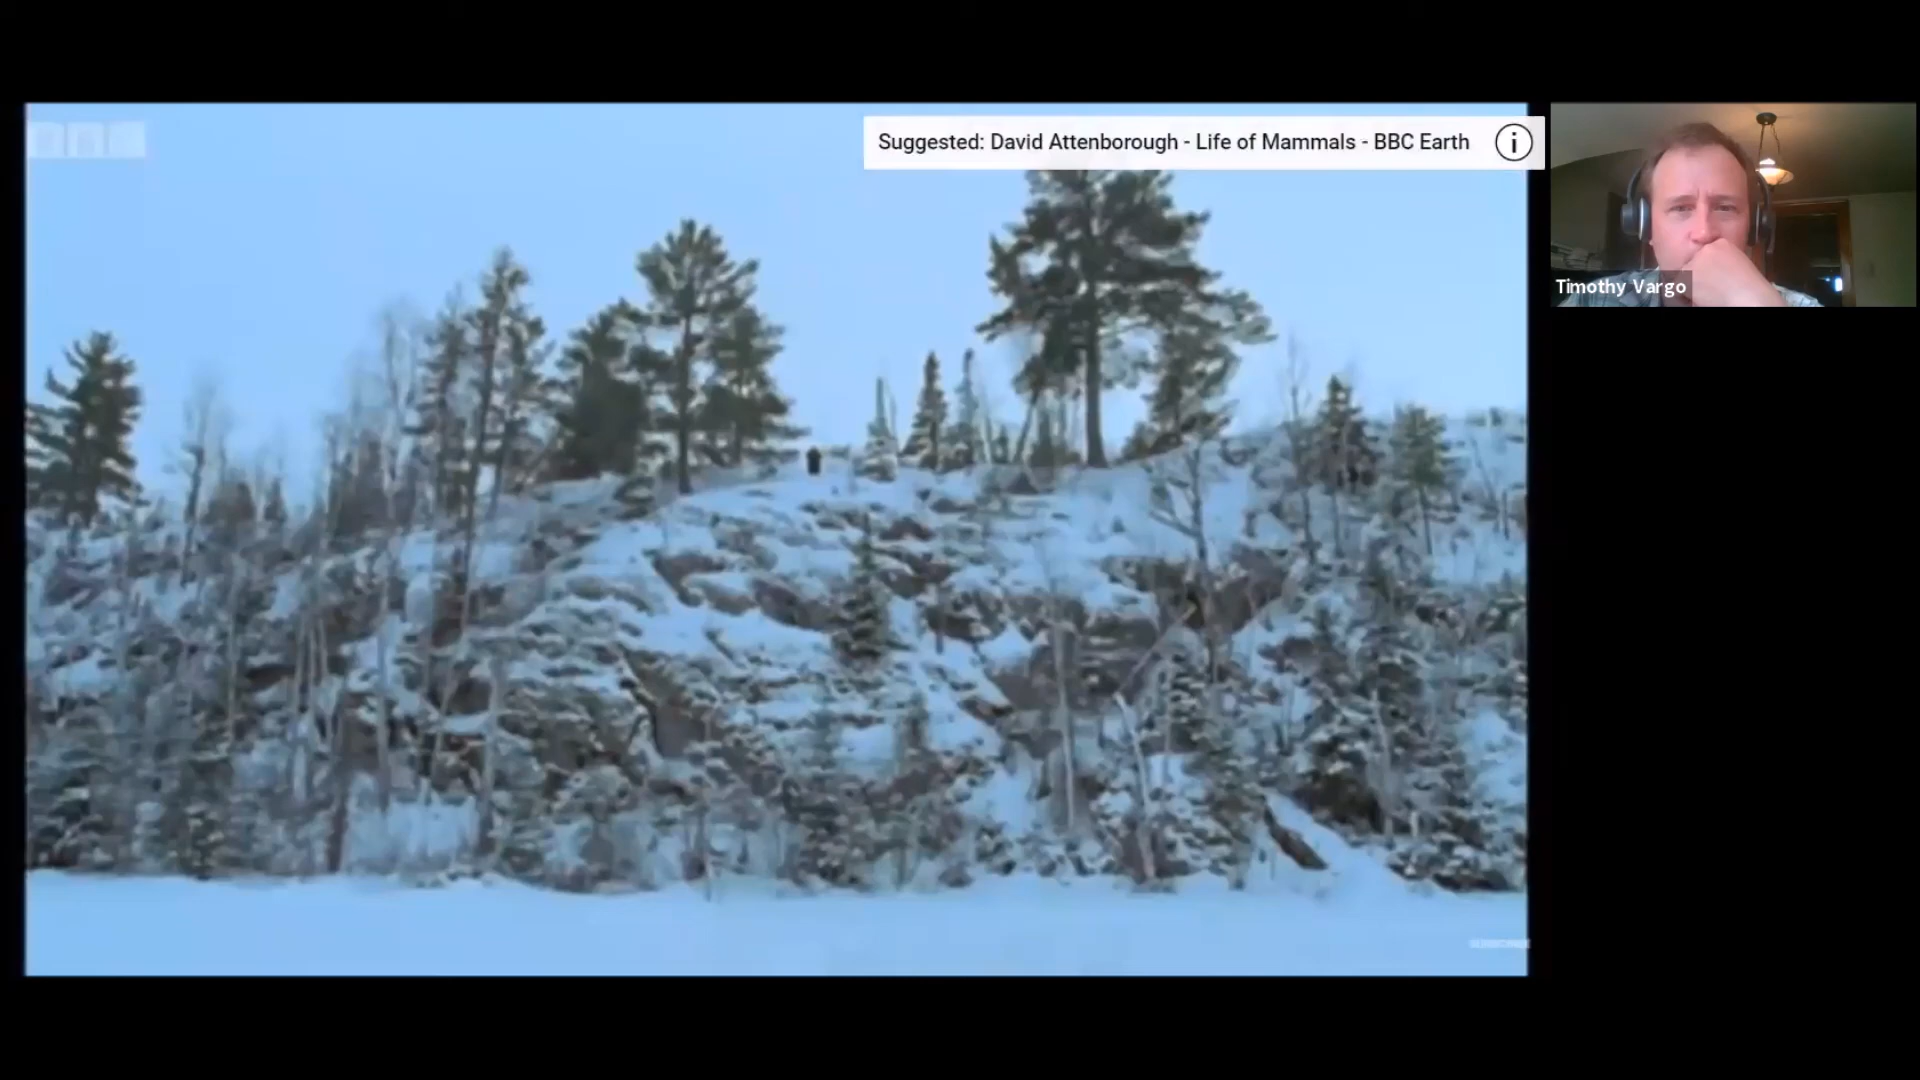 Suggested: David Attenborough - Life of Mammals - BBC Earth
Timothy Vargo